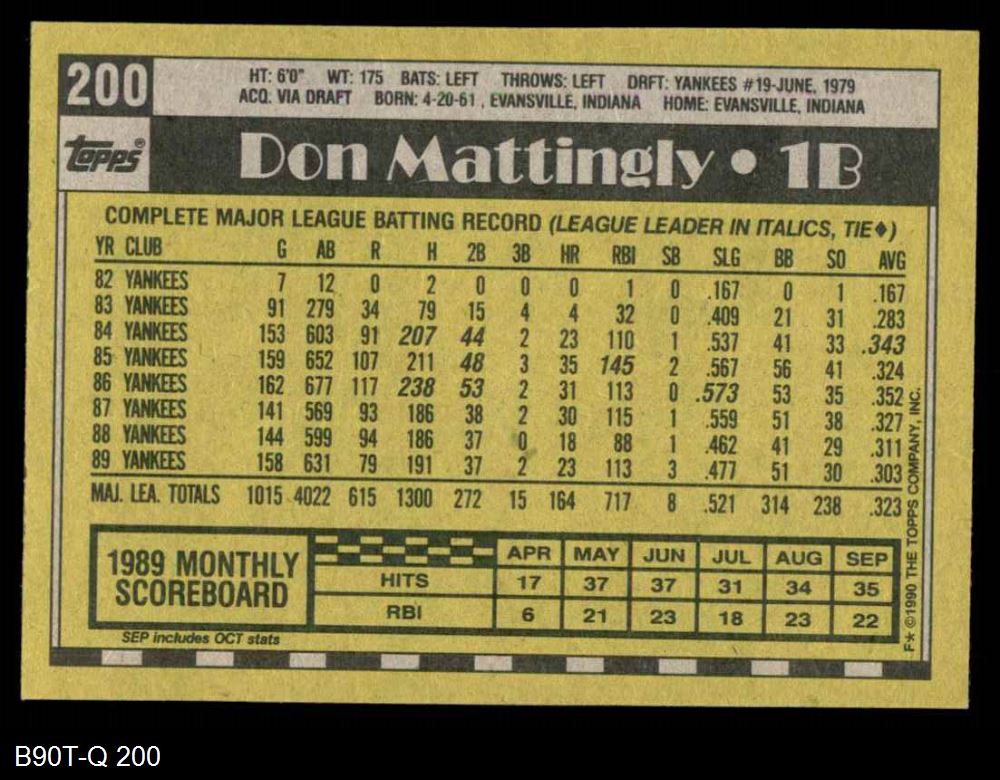 200
HT: 6'0" WT: 175 BATS: LEFT THROWS: LEFT DRFT: YANKEES #19-JUNE, 1979
ACQ. VIA DRAFT BORN: 4-20-61 , EVANSVILLE, INDIANA HOME: EVANSVILLE, INDIANA
topps®
Don Mattingly • 1B
COMPLETE MAJOR LEAGUE BATTING RECORD (LEAGUE LEADER IN ITALICS, TIE♦)
YR CLUB G AB R H 2B 3B HR RBI SB SLG BB SO AVG
82 YANKEES 7 12 0 2 0 0 0 1 0 .167 0 1 .167
83 YANKEES 91 279 34 79 15 4 4 32 0 .409 21 31 .283
84 YANKEES 153 603 91 207 44 2 23 110 1 .537 41 33 .343
85 YANKEES 159 652 107 211 48 3 35 145 2 .567 56 41 .324
86 YANKEES 162 677 117 238 53 2 31 113 0 .573 53 35 .352
87 YANKEES 141 569 93 186 38 2 30 115 1 .559 51 38 .327
88 YANKEES 144 599 94 186 37 0 18 88 1 .462 41 29 .311
89 YANKEES 158 631 79 191 37 2 23 113 3 .477 51 30 .303
MAJ. LEA. TOTALS 1015 4022 615 1300 272 15 164 717 8 .521 314 238 .323
1989 MONTHLY
SCOREBOARD
APR MAY JUN JUL AUG SEP
HITS 17 37 37 31 34 35
RBI 6 21 23 18 23 22
SEP includes OCT stats
F* ©1990 THE TOPPS COMPANY, INC.
B90T-Q 200